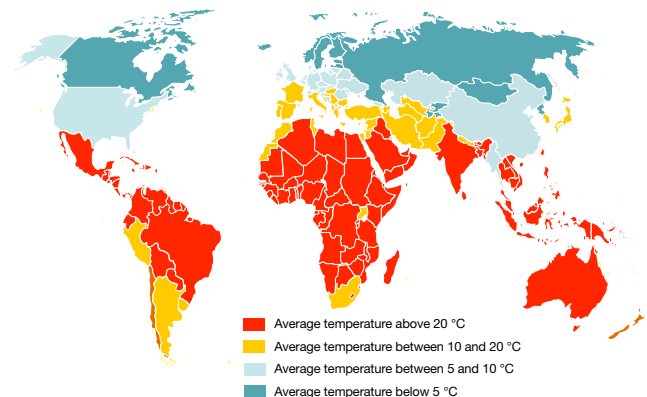 Average temperature above 20 °C
Average temperature between 10 and 20 °C
Average temperature between 5 and 10 °C
Average temperature below 5 °C